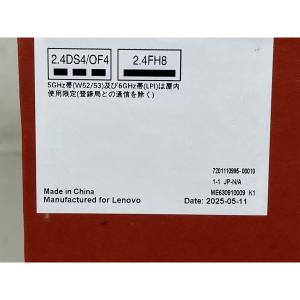 2.4DS4/OF4
2.4FH8
5GHz帯(W52/53)及び6GHz帯(LPI)は屋内
使用限定(登録局との通信を除く)
7201110995-00010
1-1 JP-N/A
Made in China
ME630910009 K1
Manufactured for Lenovo
Date: 2025-05-11